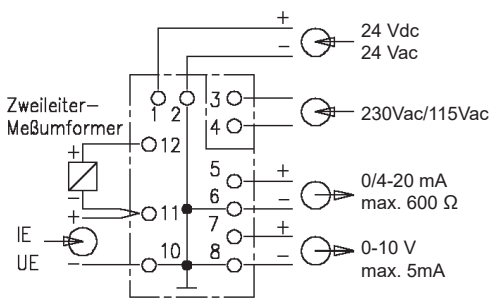 +
24 Vdc
−
24 Vac
1
2
3
4
230Vac/115Vac
Zweileiter−
Meßumformer
+
12
−
5
+
0/4-20 mA
6
−
max. 600 Ω
+
11
7
+
IE
0-10 V
UE
−
10
8
−
max. 5mA